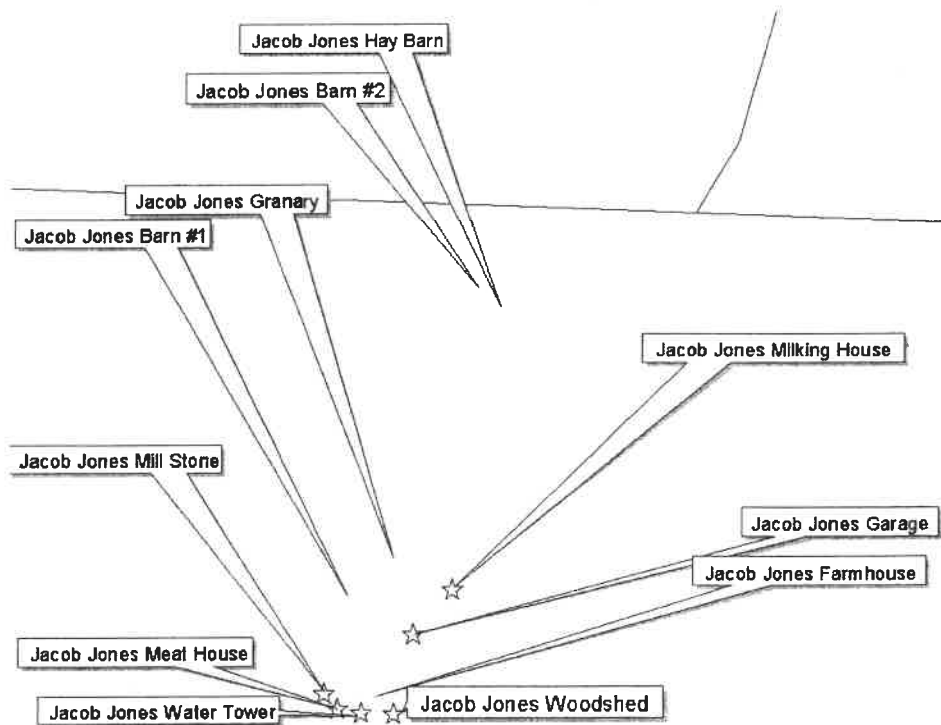 Jacob Jones Hay Barn
Jacob Jones Barn #2
Jacob Jones Granary
Jacob Jones Barn #1
Jacob Jones Milking House
Jacob Jones Mill Stone
Jacob Jones Garage
Jacob Jones Farmhouse
Jacob Jones Meat House
Jacob Jones Woodshed
Jacob Jones Water Tower